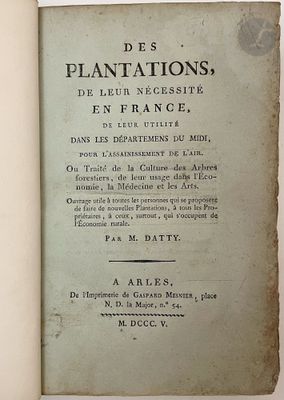 DES
PLANTATIONS,
DE LEUR NÉCESSITÉ
EN FRANCE,
DE LEUR UTILITÉ
DANS LES DÉPARTEMENS DU MIDI,
POUR L'ASSAINISSEMENT DE L'AIR.
Ou Traité de la Culture des Arbres
forestiers, de leur usage dans l'Éco-
nomie, la Médecine et les Arts.
Ouvrage utile à toutes les personnes qui se proposent
de faire de nouvelles Plantations, à tous les Pro-
priétaires, à ceux, surtout, qui s'occupent de
l'Économie rurale.
PAR M. DATTY.
A ARLES,
De l'Imprimerie de GASPARD MESNIER, place
N. D. la Major, n.º 54.
M. DCCC. V.